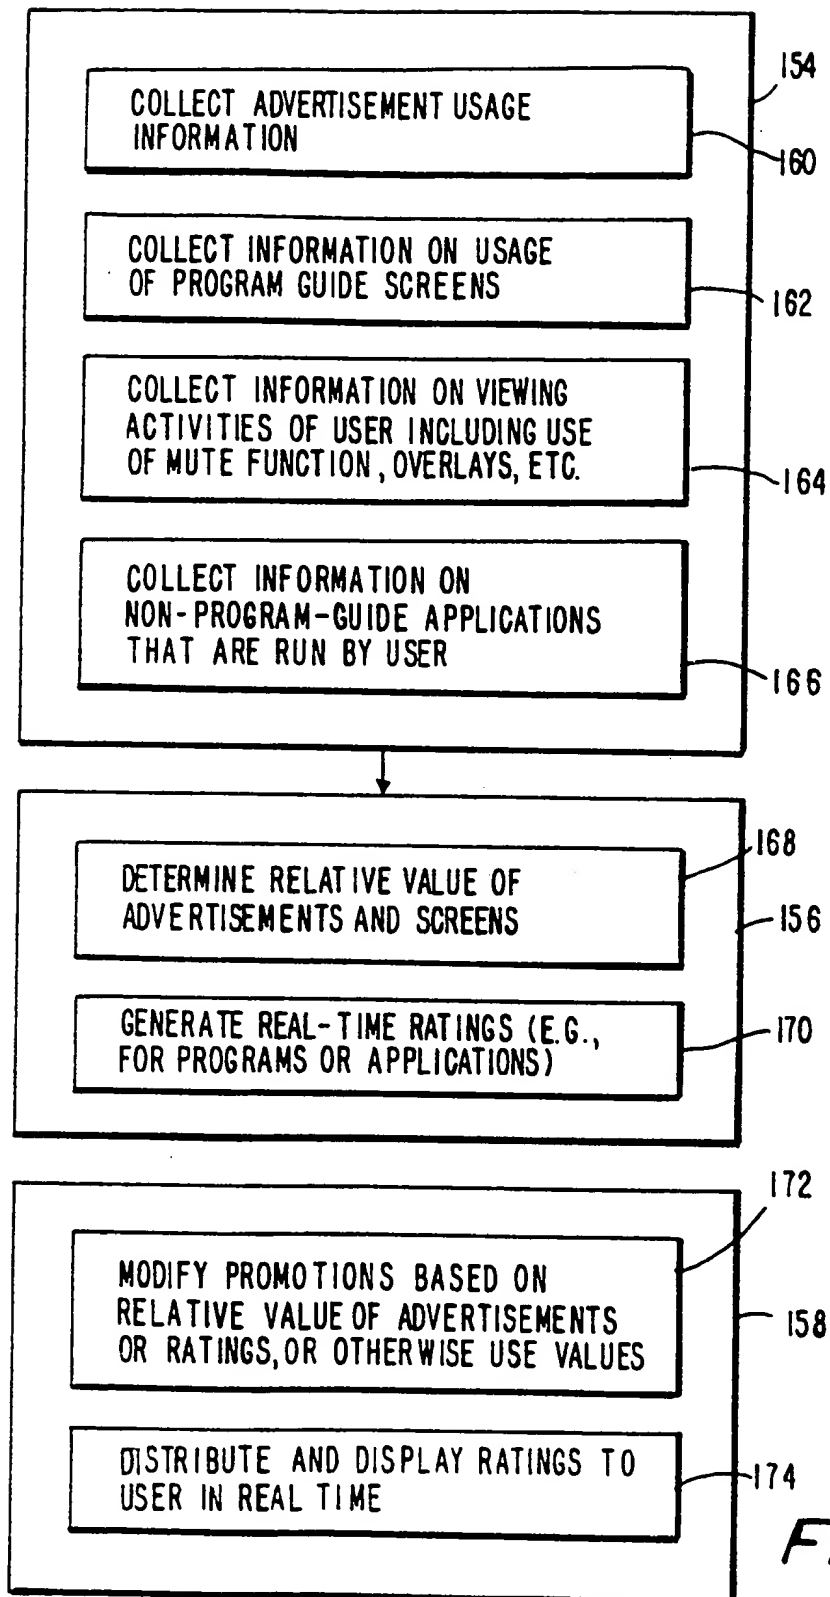 154
COLLECT ADVERTISEMENT USAGE
INFORMATION
160
COLLECT INFORMATION ON USAGE
OF PROGRAM GUIDE SCREENS
162
COLLECT INFORMATION ON VIEWING
ACTIVITIES OF USER INCLUDING USE
OF MUTE FUNCTION, OVERLAYS, ETC.
164
COLLECT INFORMATION ON
NON-PROGRAM-GUIDE APPLICATIONS
THAT ARE RUN BY USER
166
168
DETERMINE RELATIVE VALUE OF
ADVERTISEMENTS AND SCREENS
156
GENERATE REAL-TIME RATINGS (E.G.,
FOR PROGRAMS OR APPLICATIONS)
170
172
MODIFY PROMOTIONS BASED ON
RELATIVE VALUE OF ADVERTISEMENTS
OR RATINGS, OR OTHERWISE USE VALUES
158
DISTRIBUTE AND DISPLAY RATINGS TO
USER IN REAL TIME
174